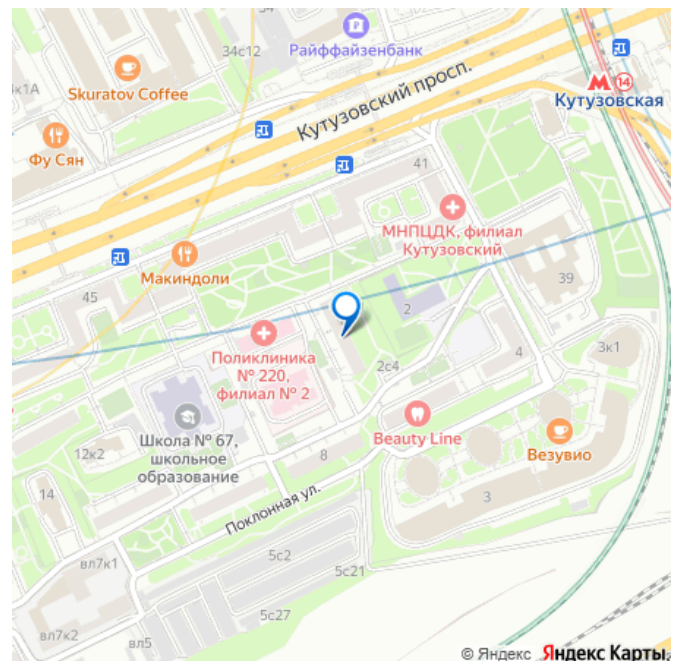 34с12
Райффайзенбанк
к1А
Skuratov Coffee
14
Кутузовская
Кутузовский просп.
Фу Сян
41
МНПЦДК, филиал
Кутузовский
Макиндоли
39
45
2
Поликлиника
№ 220,
филиал № 2
3к1
4
2с4
Beauty Line
Школа № 67,
школьное
образование
Везувио
12к2
8
14
3
Поклонная ул.
5с2
5с21
вл7к1
5с27
вл7к2
вл5
© Яндекс Яндекс Карты